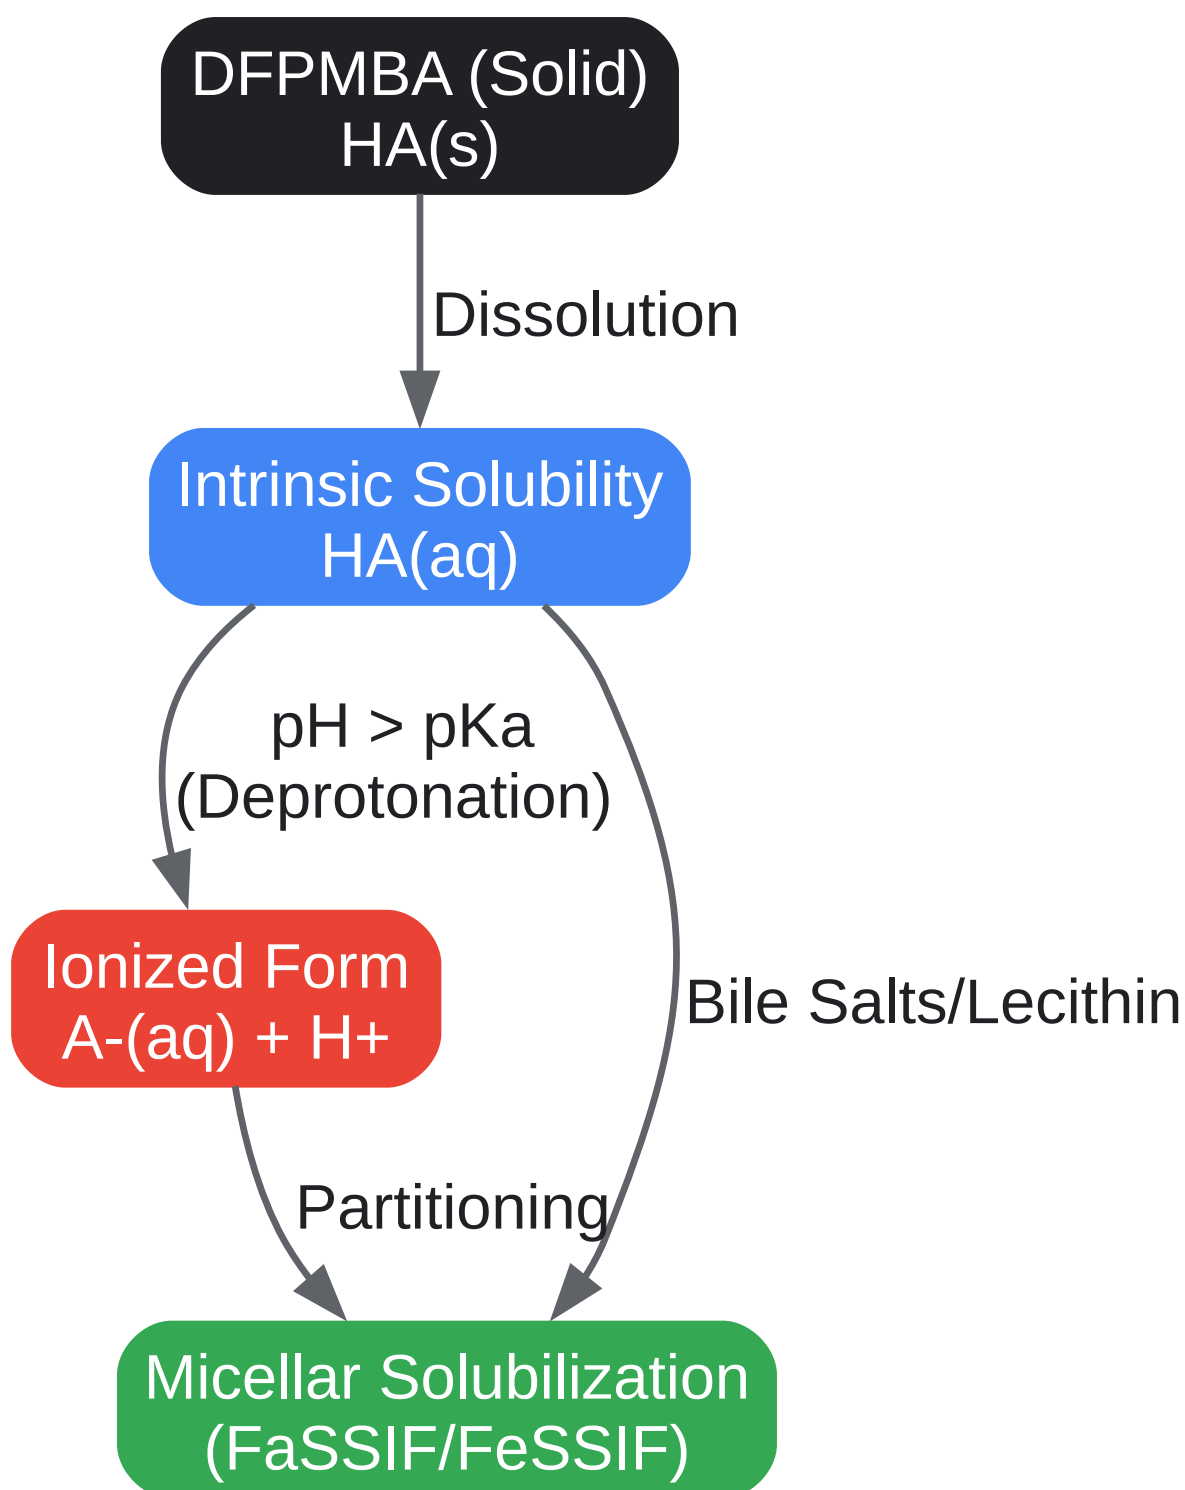 DFPMBA (Solid)
HA(s)
Dissolution
Intrinsic Solubility
HA(aq)
pH > pKa
(Deprotonation)
Ionized Form
A-(aq) + H+
Bile Salts/Lecithin
Partitioning
Micellar Solubilization
(FaSSIF/FeSSIF)